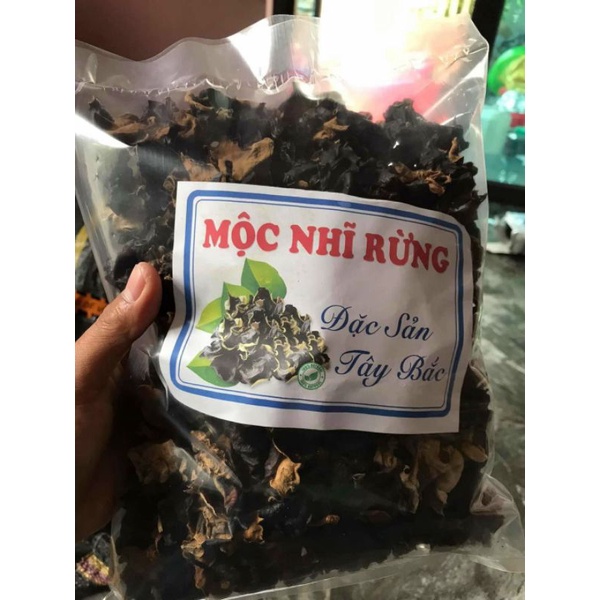 MỘC NHĨ RỪNG
Đặc Sản
Tây Bắc